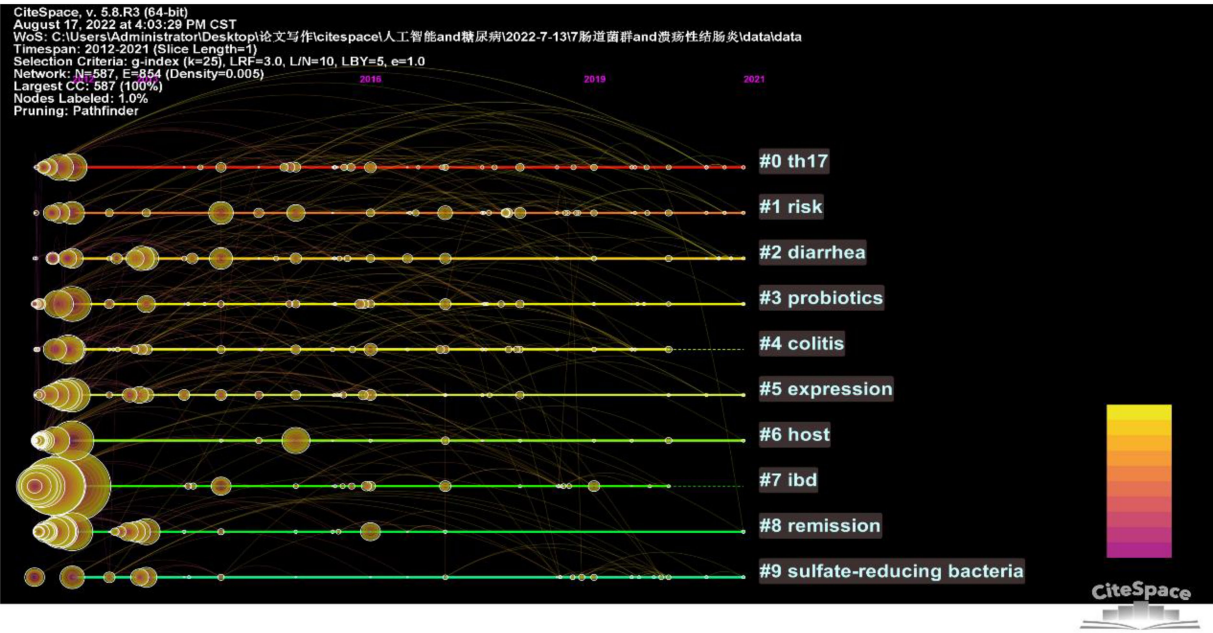 CiteSpace, v. 5.8.R3 (64-bit)
August 17, 2022 at 4:03:29 PM CST
WoS: C:\Users\Administrator\Desktop\论文写作\citespace\人工智能and糖尿病\2022-7-13\7肠道菌群and溃疡性结肠炎\data\data
Timespan: 2012-2021 (Slice Length=1)
Selection Criteria: g-index (k=25), LRF=3.0, L/N=10, LBY=5, e=1.0
Network: N=587, E=854 (Density=0.005)
2016 2019 2021
Largest CC: 587 (100%)
Nodes Labeled: 1.0%
Pruning: Pathfinder
#0 th17
#1 risk
#2 diarrhea
#3 probiotics
#4 colitis
#5 expression
#6 host
#7 ibd
#8 remission
#9 sulfate-reducing bacteria
CiteSpace